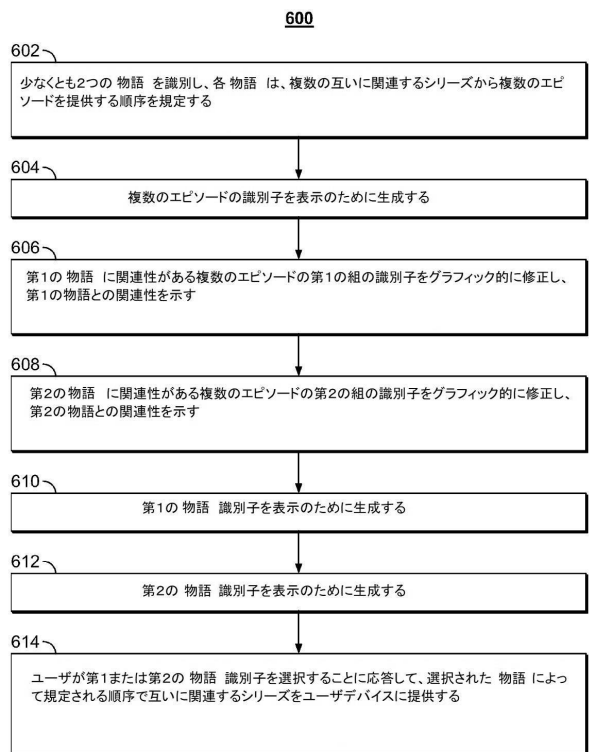 600
602
少なくとも2つの 物語 を識別し、各 物語 は、複数の互いに関連するシリーズから複数のエピ
ソードを提供する順序を規定する
604
複数のエピソードの識別子を表示のために生成する
606
第1の 物語 に関連性がある複数のエピソードの第1の組の識別子をグラフィック的に修正し、
第1の物語との関連性を示す
608
第2の物語 に関連性がある複数のエピソードの第2の組の識別子をグラフィック的に修正し、
第2の物語との関連性を示す
610
第1の 物語 識別子を表示のために生成する
612
第2の 物語 識別子を表示のために生成する
614
ユーザが第1または第2の 物語 識別子を選択することに応答して、選択された 物語 によっ
て規定される順序で互いに関連するシリーズをユーザデバイスに提供する